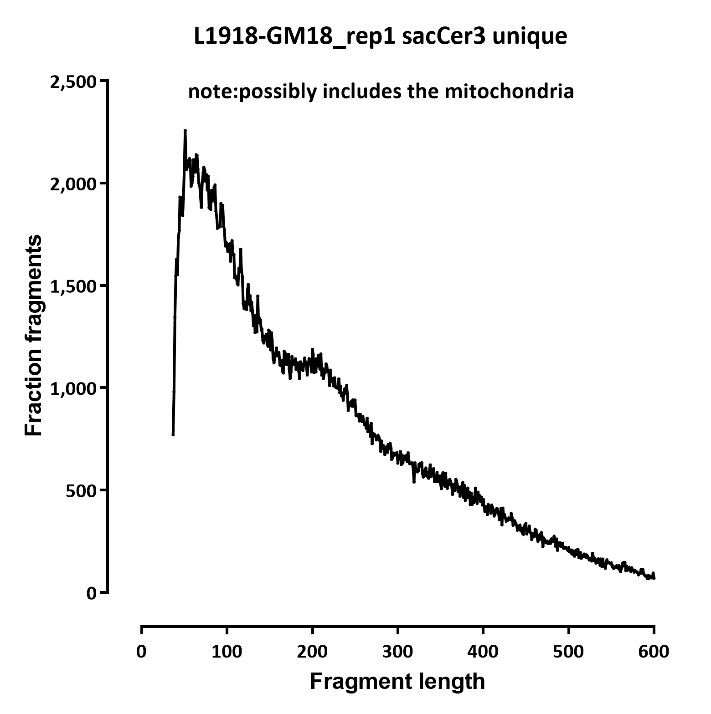 L1918-GM18_rep1 sacCer3 unique
note:possibly includes the mitochondria
2,500
2,000
1,500
1,000
500
0
Fraction fragments
0 100 200 300 400 500 600
Fragment length